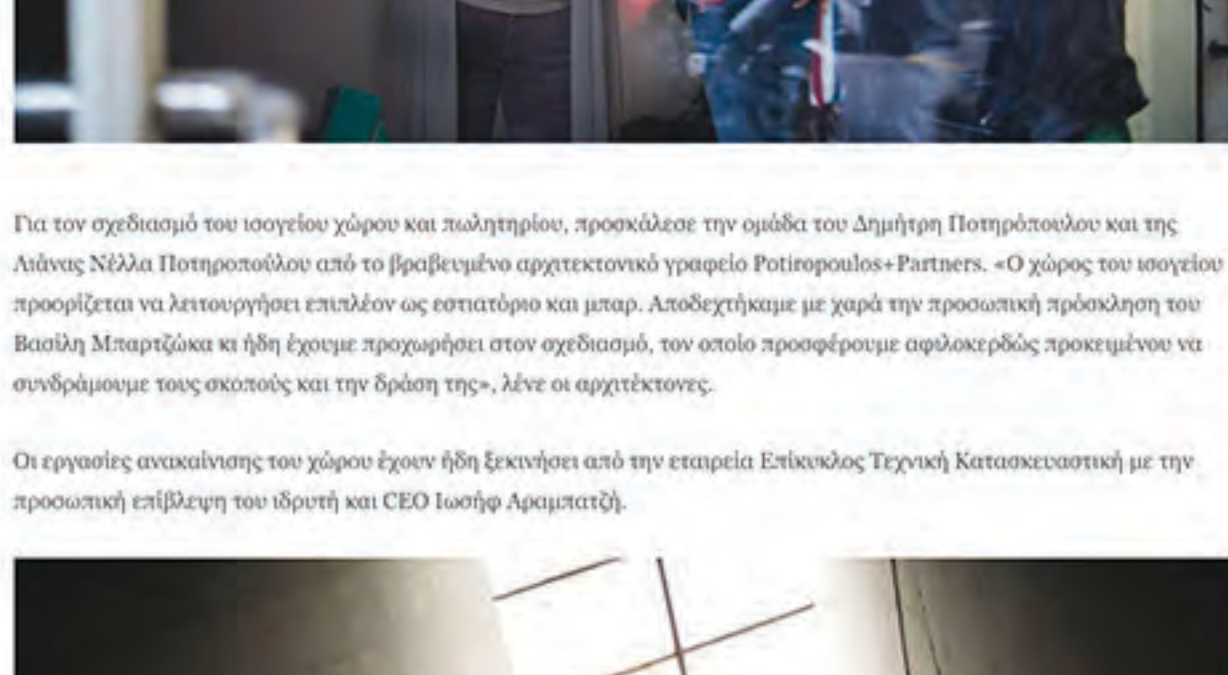 Για τον σχεδιασμό του ισογείου χώρου και πωλητηρίου, προσκάλεσε την ομάδα του Δημήτρη Ποτηρόπουλου και της
Λιάνας Νέλλα Ποτηροπούλου από το βραβευμένο αρχιτεκτονικό γραφείο Potiropoulos+Partners. «Ο χώρος του ισογείου
προορίζεται να λειτουργήσει επιπλέον ως εστιατόριο και μπαρ. Αποδεχτήκαμε με χαρά την προσωπική πρόσκληση του
Βασίλη Μπαρτζώκα κι ήδη έχουμε προχωρήσει στον σχεδιασμό, τον οποίο προσφέρουμε αφιλοκερδώς προκειμένου να
συνδράμουμε τους σκοπούς και την δράση της», λένε οι αρχιτέκτονες.
Οι εργασίες ανακαίνισης του χώρου έχουν ήδη ξεκινήσει από την εταιρεία Επίκυκλος Τεχνική Κατασκευαστική με την
προσωπική επίβλεψη του ιδρυτή και CEO Ιωσήφ Αραμπατζή.